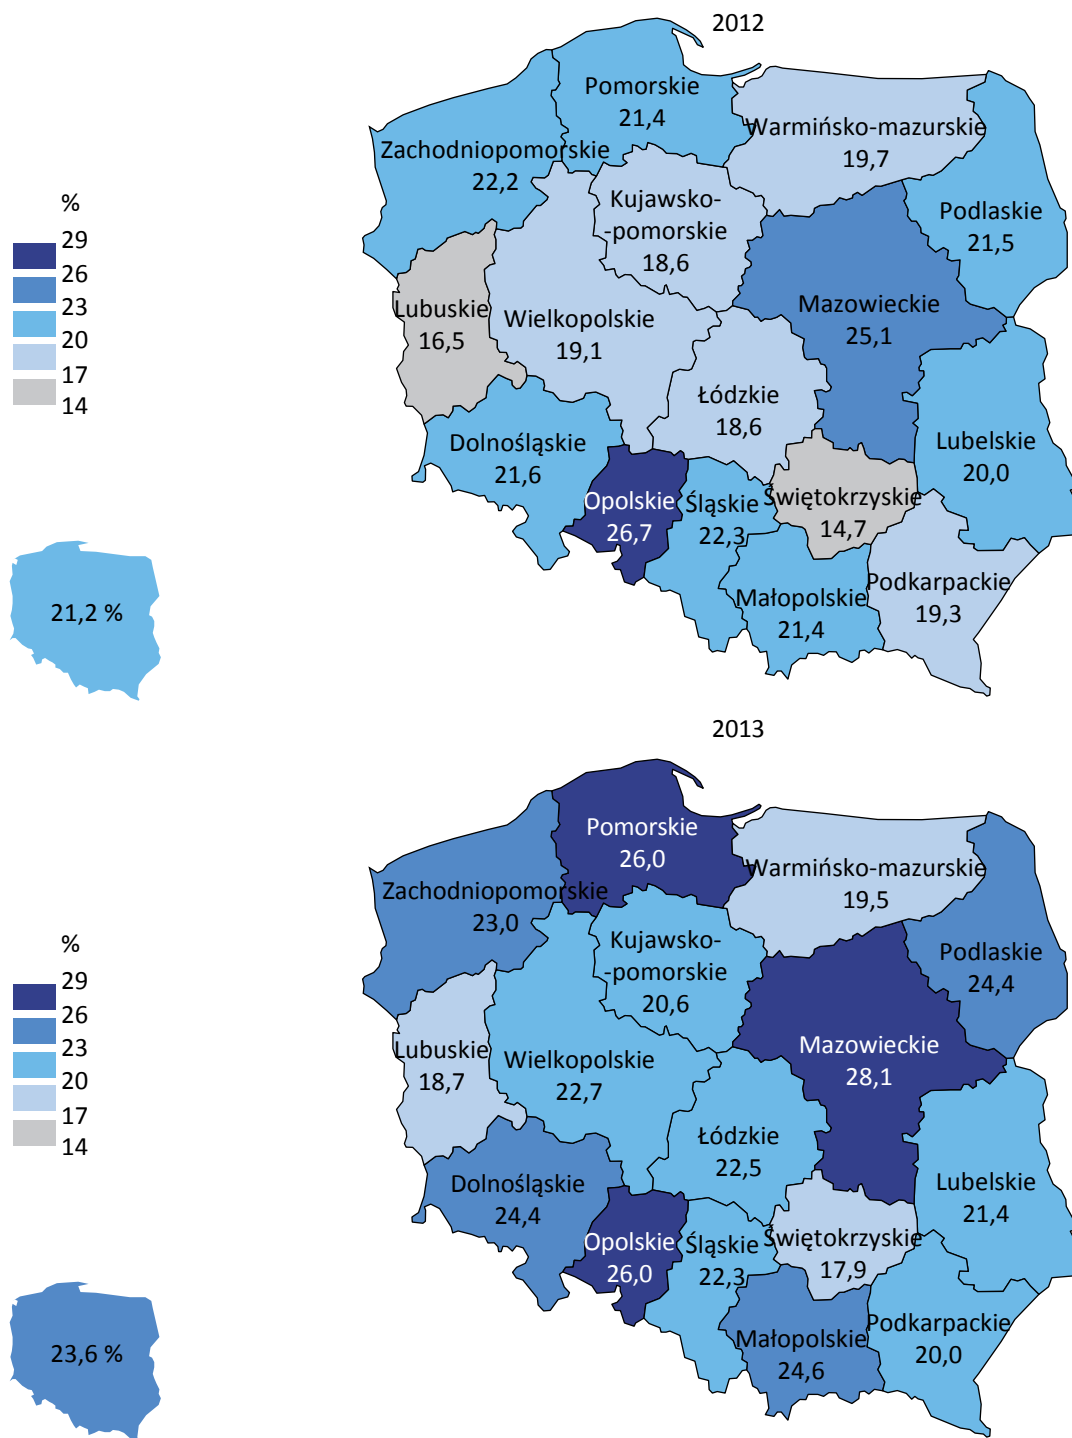 2012
Pomorskie
21,4
Warmińsko-mazurskie
19,7
Zachodniopomorskie
22,2
Kujawsko-
-pomorskie
18,6
Podlaskie
21,5
%
29
26
23
20
17
14
Lubuskie
16,5
Wielkopolskie
19,1
Mazowieckie
25,1
Łódzkie
18,6
Dolnośląskie
21,6
Lubelskie
20,0
Opolskie
26,7
Śląskie
22,3
Świętokrzyskie
14,7
Podkarpackie
19,3
Małopolskie
21,4
21,2 %
2013
Pomorskie
26,0
Warmińsko-mazurskie
19,5
Zachodniopomorskie
23,0
Kujawsko-
-pomorskie
20,6
Podlaskie
24,4
%
29
26
23
20
17
14
Lubuskie
18,7
Wielkopolskie
22,7
Mazowieckie
28,1
Łódzkie
22,5
Dolnośląskie
24,4
Lubelskie
21,4
Opolskie
26,0
Śląskie
22,3
Świętokrzyskie
17,9
Podkarpackie
20,0
Małopolskie
24,6
23,6 %